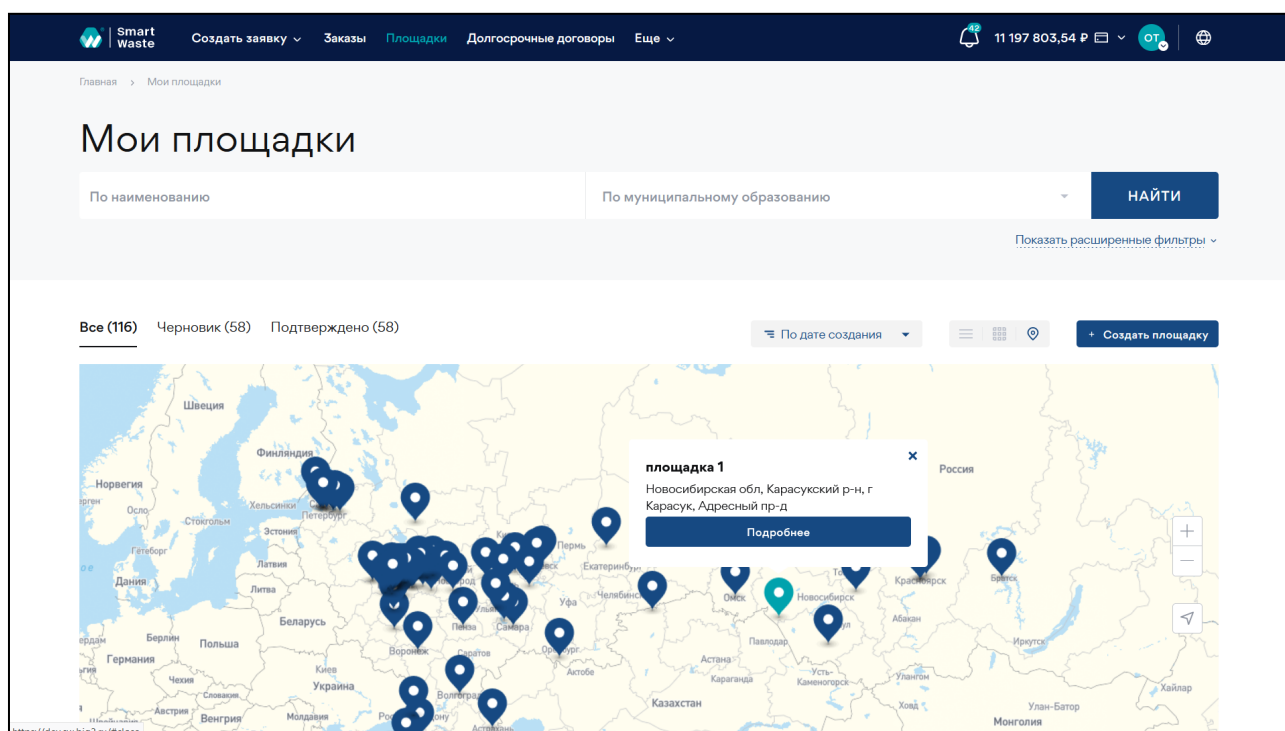 Smart
Waste
Создать заявку
Заказы
Площадки
Долгосрочные договоры
Еще
42
11 197 803,54 ₽
ОТ
Главная > Мои площадки
Мои площадки
По наименованию
По муниципальному образованию
НАЙТИ
Показать расширенные фильтры
Все (116)
Черновик (58)
Подтверждено (58)
По дате создания
+ Создать площадку
Швеция
Финляндия
площадка 1
Новосибирская обл, Карасукский р-н, г
Карасук, Адресный пр-д
Подробнее
Россия
Норвегия
Осло
Хельсинки
Стокгольм
Петербург
Эстония
Гётеборг
Пермь
Латвия
Екатеринбург
Дания
Литва
Челябинск
Уфа
Омск
Новосибирск
Красноярск
Братск
Абакан
Беларусь
Пенза
Самара
Берлин
Польша
Воронеж
Саратов
Павлодар
Иркутск
Германия
Астана
Киев
Актобе
Караганда
Усть-
Каменогорск
Улангом
Чехия
Украина
Словакия
Хайлар
Австрия
Венгрия
Молдавия
Казахстан
Ховд
Улан-Батор
Монголия